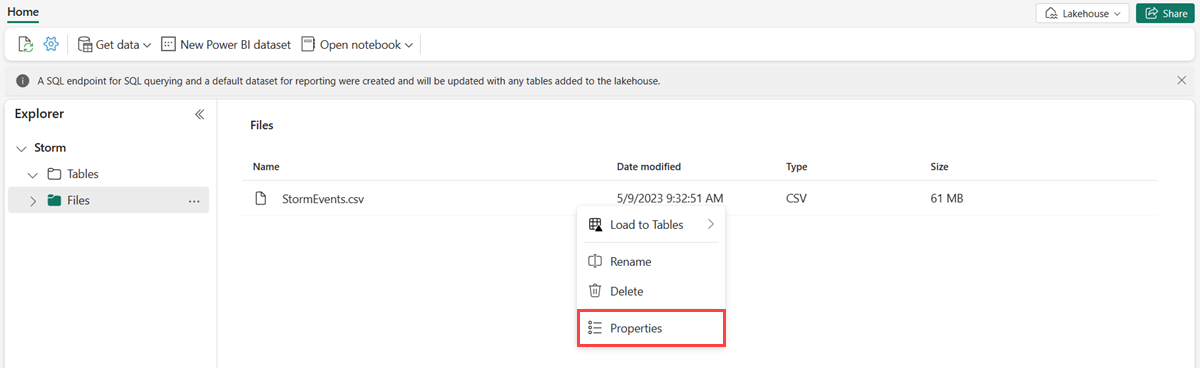 Home
Lakehouse
Share
Get data
New Power BI dataset
Open notebook
A SQL endpoint for SQL querying and a default dataset for reporting were created and will be updated with any tables added to the lakehouse.
Explorer
Storm
Tables
Files
Files
Name Date modified Type Size
StormEvents.csv 5/9/2023 9:32:51 AM CSV 61 MB
Load to Tables
Rename
Delete
Properties